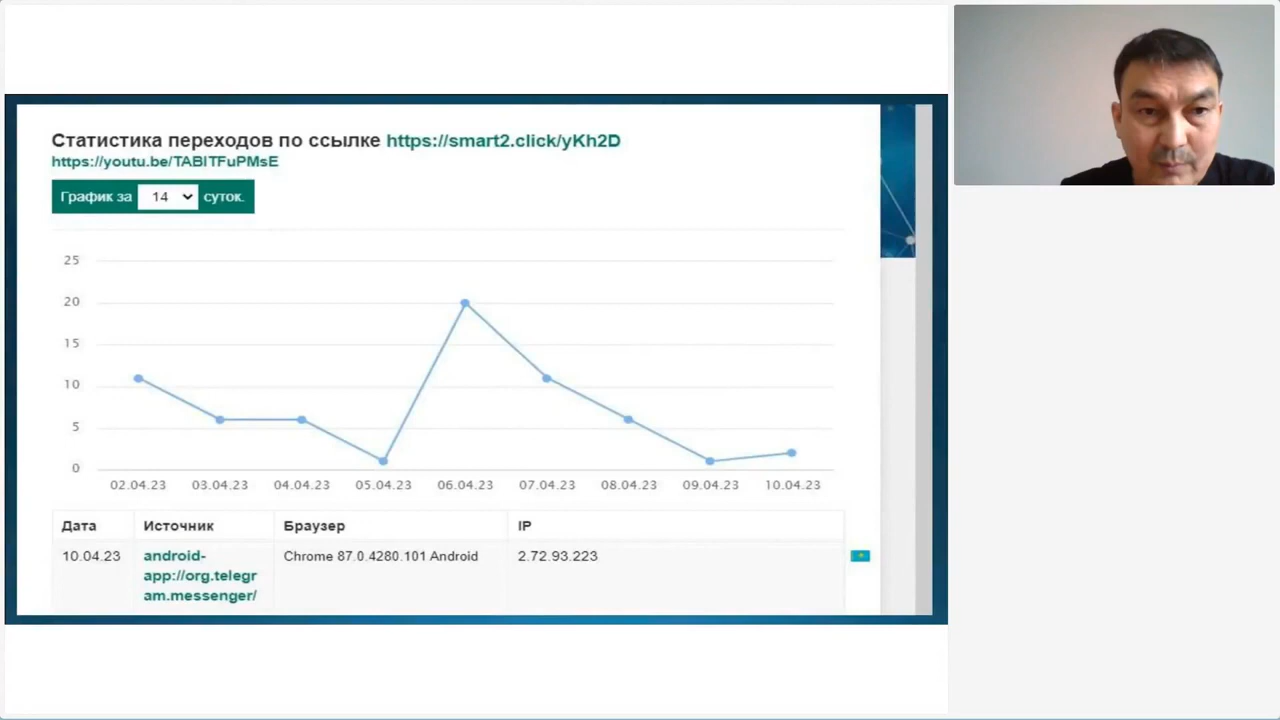 Статистика переходов по ссылке https://smart2.click/yKh2D
https://youtu.be/TABITFuPMsE
График за 14 суток.
25
20
15
10
5
0
02.04.23 03.04.23 04.04.23 05.04.23 06.04.23 07.04.23 08.04.23 09.04.23 10.04.23
Дата Источник Браузер IP
10.04.23 android- Chrome 87.0.4280.101 Android 2.72.93.223
app://org.telegr
am.messenger/